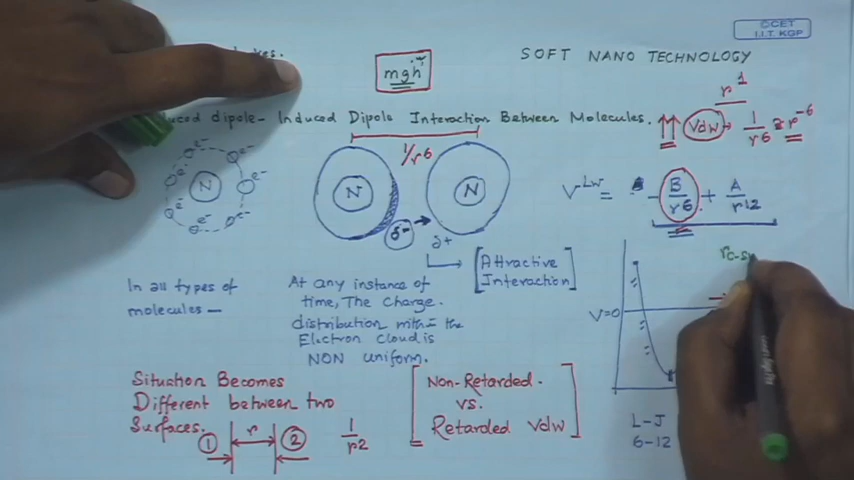 CCET
I.I.T. KGP
SOFT NANO TECHNOLOGY
mgh
r
Induced Dipole Interaction Between Molecules.
Vdw → 1/r6 ≅ r-6
1/r6
e- e- e- e- e- e- e-
N
N
N
V LW = - B/r6 + A/r12
δ-
δ+
Attractive
Interaction
In all types of
molecules —
At any instance of
time, The Charge.
distribution within the
Electron cloud is
NON uniform.
V=0
Situation Becomes
Different between two
Surfaces.
1 r 2
1/r2
Non-Retarded.
vs.
Retarded Vdw
L-J
6-12